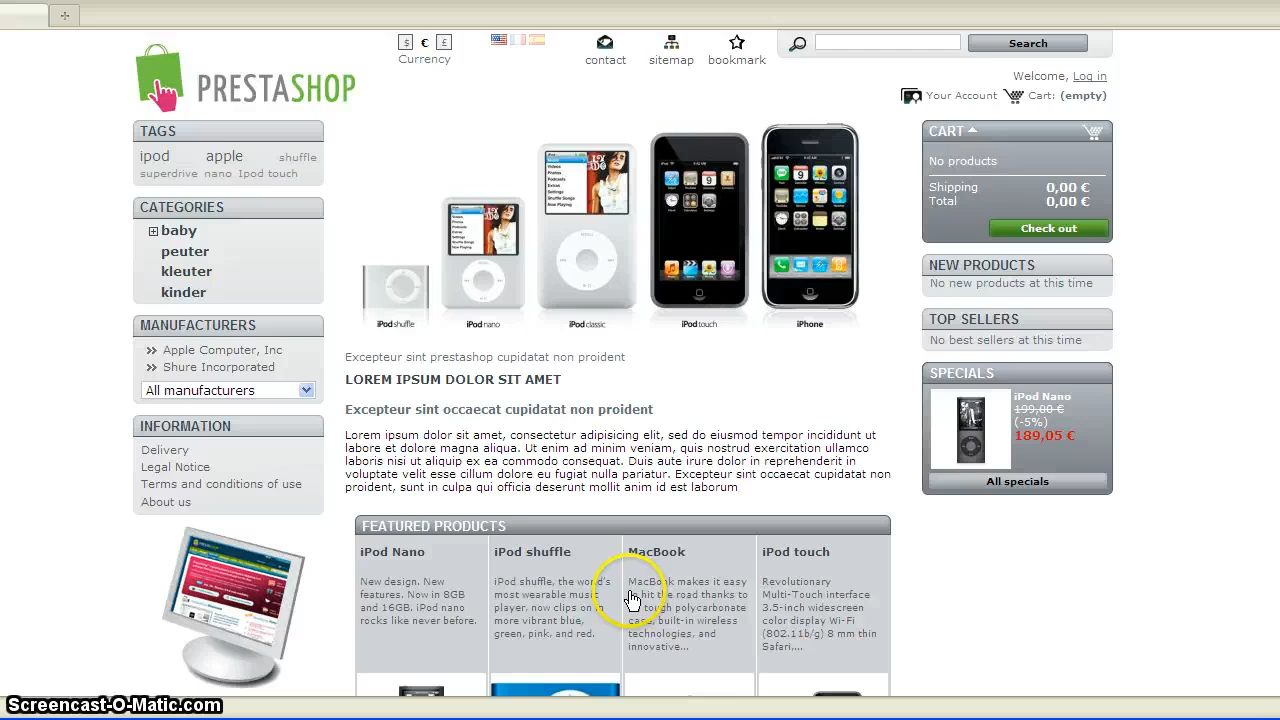 $ € £
Currency
contact
sitemap
bookmark
Search
PRESTASHOP
Welcome, Log in
Your Account Cart: (empty)
TAGS
ipod apple shuffle
superdrive nano Ipod touch
CATEGORIES
baby
peuter
kleuter
kinder
MANUFACTURERS
Apple Computer, Inc
Shure Incorporated
All manufacturers
INFORMATION
Delivery
Legal Notice
Terms and conditions of use
About us
iPod shuffle
iPod nano
iPod classic
iPod touch
iPhone
Excepteur sint prestashop cupidatat non proident
LOREM IPSUM DOLOR SIT AMET
Excepteur sint occaecat cupidatat non proident
Lorem ipsum dolor sit amet, consectetur adipisicing elit, sed do eiusmod tempor incididunt ut
labore et dolore magna aliqua. Ut enim ad minim veniam, quis nostrud exercitation ullamco
laboris nisi ut aliquip ex ea commodo consequat. Duis aute irure dolor in reprehenderit in
voluptate velit esse cillum dolore eu fugiat nulla pariatur. Excepteur sint occaecat cupidatat non
proident, sunt in culpa qui officia deserunt mollit anim id est laborum
FEATURED PRODUCTS
iPod Nano
New design. New
features. Now in 8GB
and 16GB. iPod nano
rocks like never before.
iPod shuffle
iPod shuffle, the world's
most wearable music
player, now clips on in
more vibrant blue,
green, pink, and red.
MacBook
MacBook makes it easy
to hit the road thanks to
its tough polycarbonate
case, built-in wireless
technologies, and
innovative...
iPod touch
Revolutionary
Multi-Touch interface
3.5-inch widescreen
color display Wi-Fi
(802.11b/g) 8 mm thin
Safari,...
CART
No products
Shipping 0,00 €
Total 0,00 €
Check out
NEW PRODUCTS
No new products at this time
TOP SELLERS
No best sellers at this time
SPECIALS
iPod Nano
199,00 €
(-5%)
189,05 €
All specials
Screencast-O-Matic.com